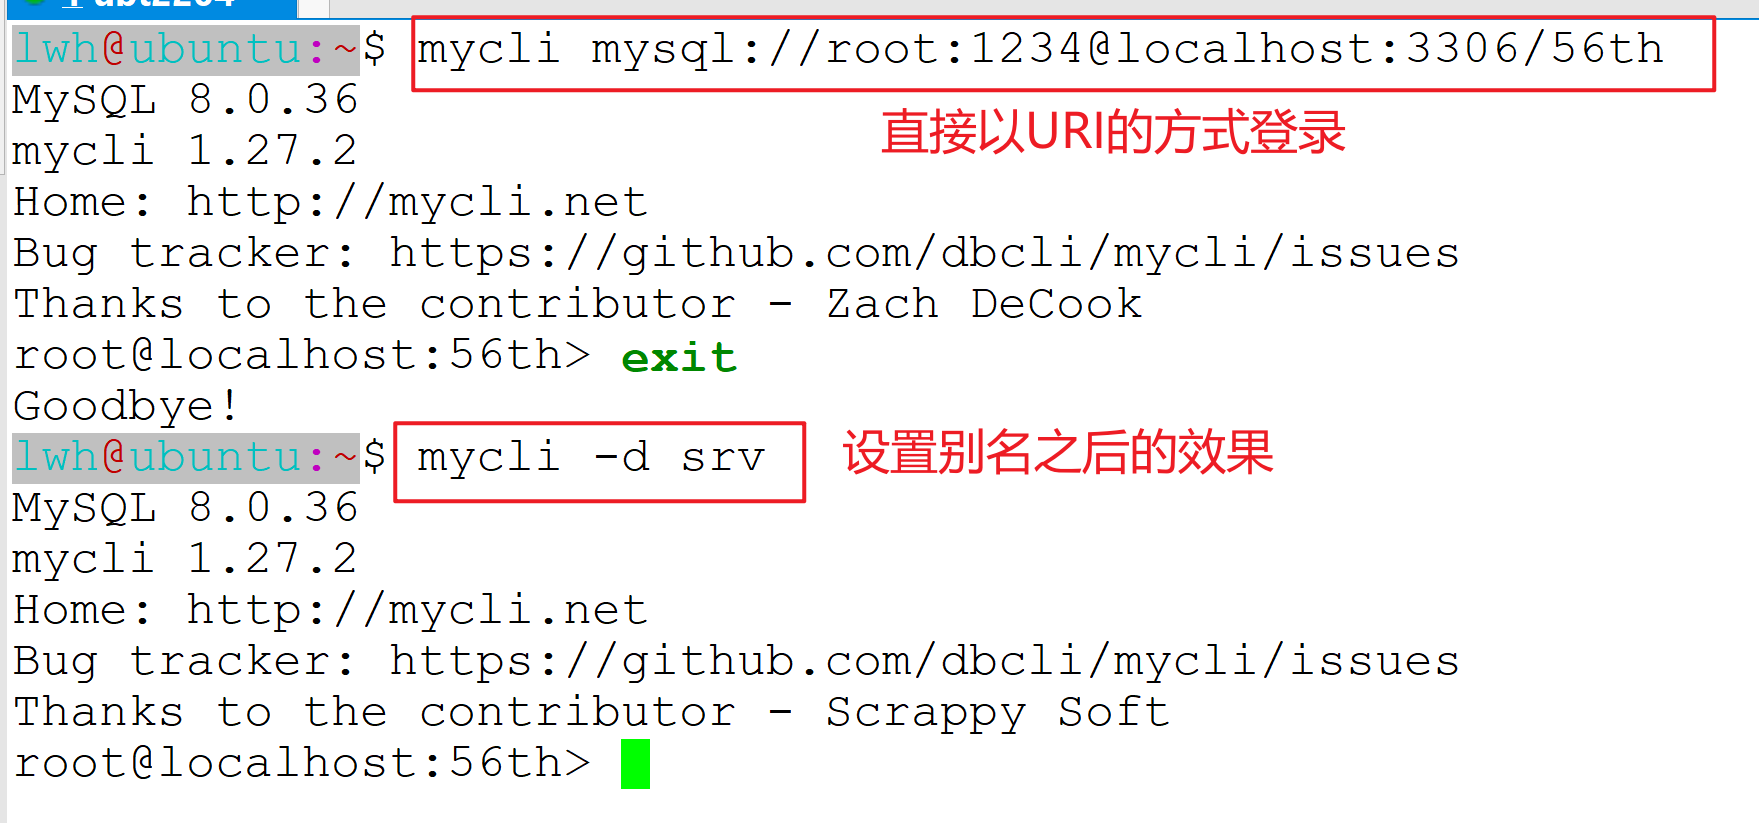 lwh@ubuntu:~$ mycli mysql://root:1234@localhost:3306/56th
MySQL 8.0.36
直接以URI的方式登录
mycli 1.27.2
Home: http://mycli.net
Bug tracker: https://github.com/dbcli/mycli/issues
Thanks to the contributor - Zach DeCook
root@localhost:56th> exit
Goodbye!
lwh@ubuntu:~$ mycli -d srv
设置别名之后的效果
MySQL 8.0.36
mycli 1.27.2
Home: http://mycli.net
Bug tracker: https://github.com/dbcli/mycli/issues
Thanks to the contributor - Scrappy Soft
root@localhost:56th>